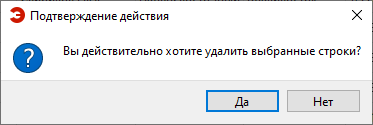 Подтверждение действия
Вы действительно хотите удалить выбранные строки?
Да
Нет